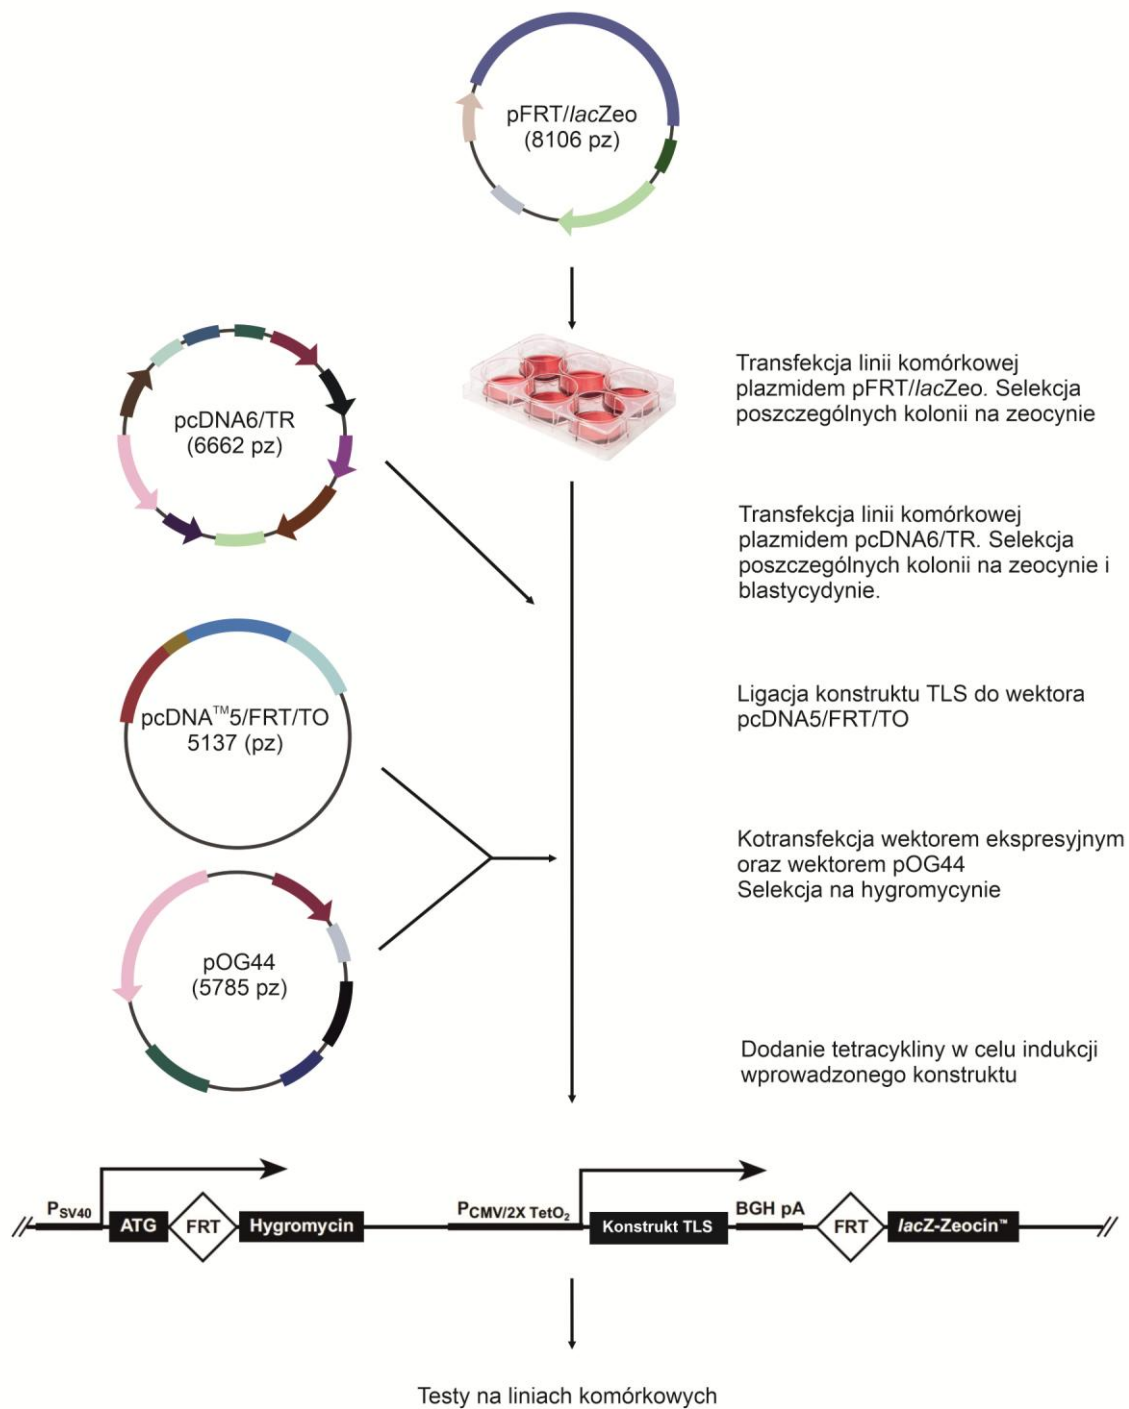 pFRT/lacZeo
(8106 pz)
Transfekcja linii komórkowej
plazmidem pFRT/lacZeo. Selekcja
poszczególnych kolonii na zeocynie
pcDNA6/TR
(6662 pz)
Transfekcja linii komórkowej
plazmidem pcDNA6/TR. Selekcja
poszczególnych kolonii na zeocynie i
blastycydynie.
pcDNA™5/FRT/TO
5137 (pz)
Ligacja konstruktu TLS do wektora
pcDNA5/FRT/TO
Kotransfekcja wektorem ekspresyjnym
oraz wektorem pOG44
Selekcja na hygromycynie
pOG44
(5785 pz)
Dodanie tetracykliny w celu indukcji
wprowadzonego konstruktu
PSV40 ATG FRT Hygromycin PCMV/2X TetO₂ Konstrukt TLS BGH pA FRT lacZ-Zeocin™
Testy na liniach komórkowych